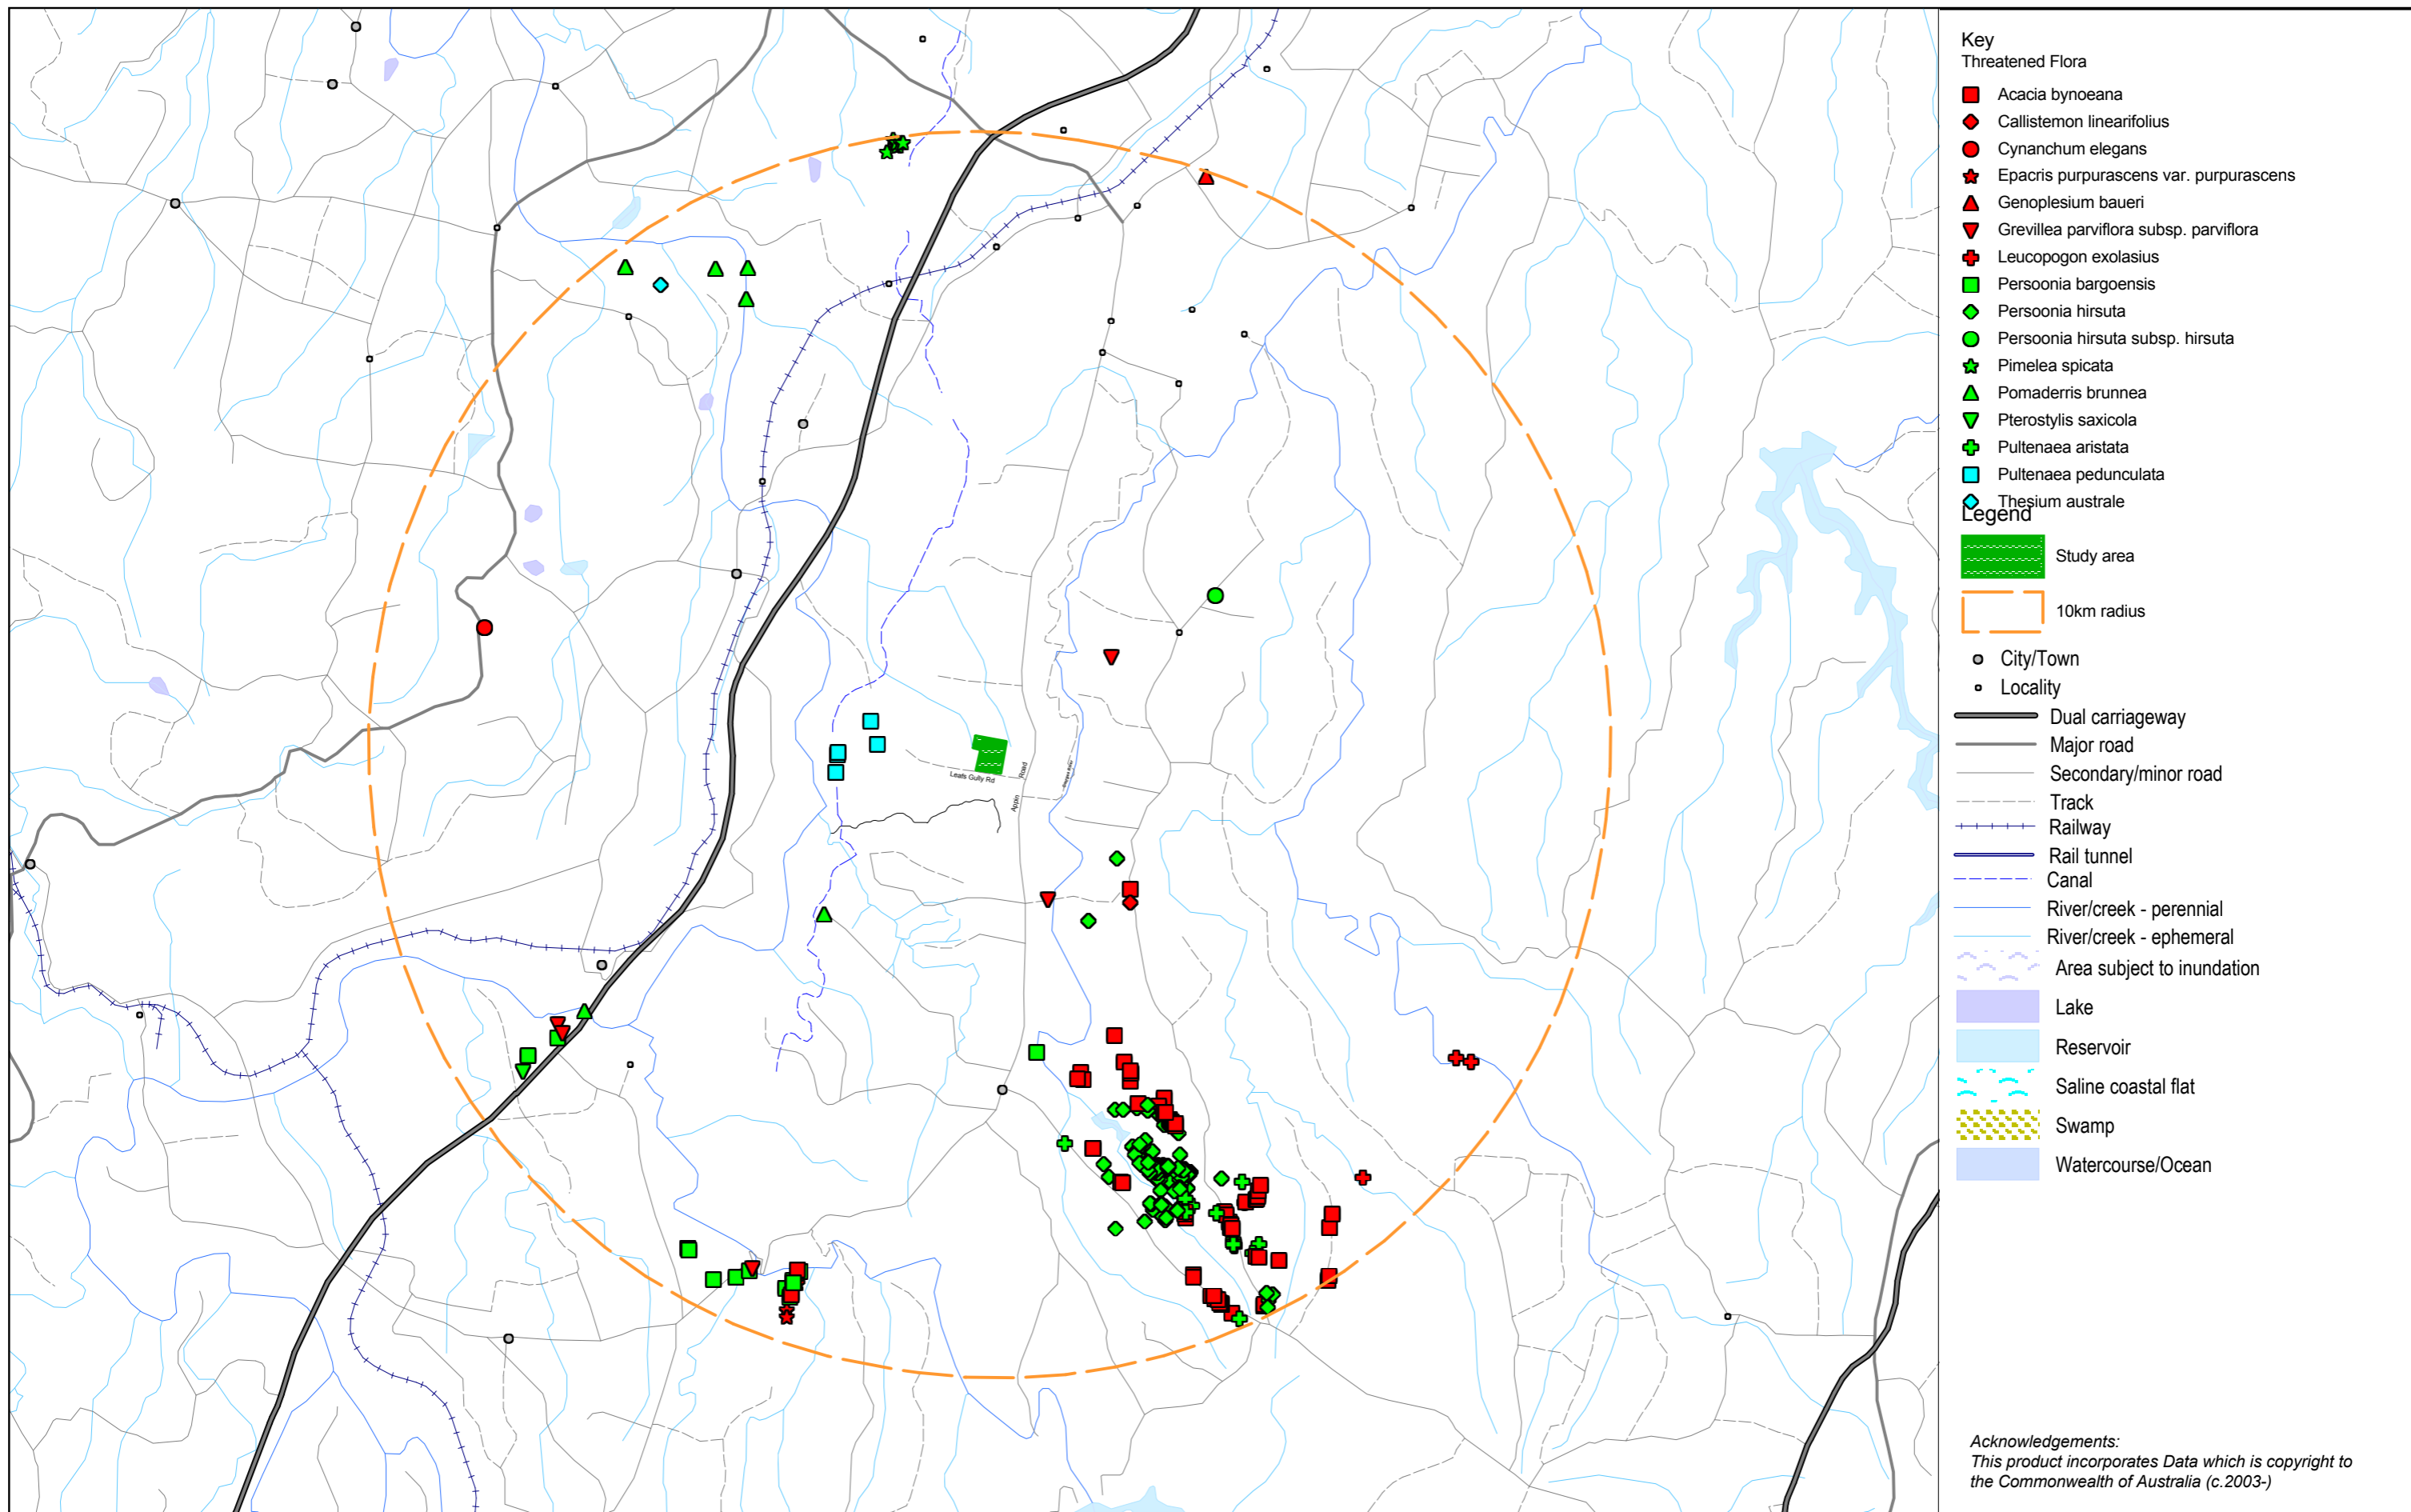 Key
Threatened Flora
Acacia bynoeana
Callistemon linearifolius
Cynanchum elegans
Epacris purpurascens var. purpurascens
Genoplesium baueri
Grevillea parviflora subsp. parviflora
Leucopogon exolasius
Persoonia bargoensis
Persoonia hirsuta
Persoonia hirsuta subsp. hirsuta
Pimelea spicata
Pomaderris brunnea
Pterostylis saxicola
Pultenaea aristata
Pultenaea pedunculata
Thesium australe
Legend
Study area
10km radius
City/Town
Locality
Dual carriageway
Major road
Secondary/minor road
Track
Railway
Rail tunnel
Canal
River/creek - perennial
River/creek - ephemeral
Area subject to inundation
Lake
Reservoir
Saline coastal flat
Swamp
Watercourse/Ocean
Leafs Gully Rd
Appin Road
Acknowledgements:
This product incorporates Data which is copyright to
the Commonwealth of Australia (c.2003-)